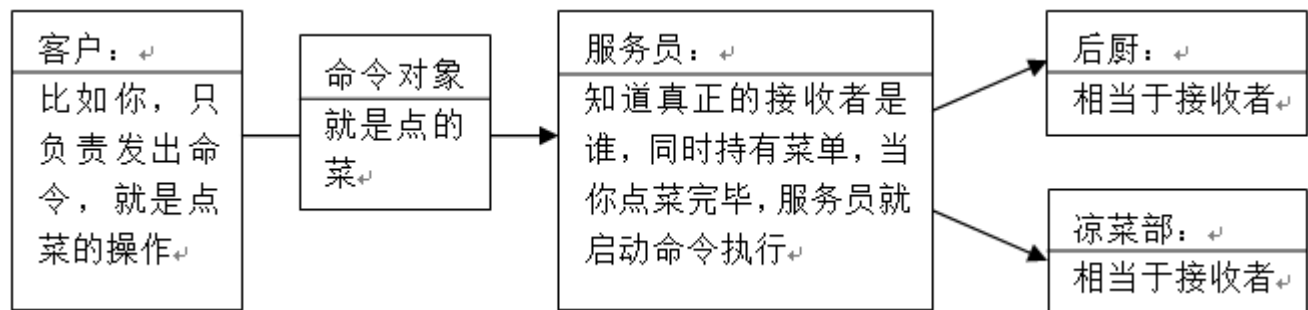 客户：
比如你，只
负责发出命
令，就是点
菜的操作
命令对象
就是点的
菜
服务员：
知道真正的接收者是
谁，同时持有菜单，当
你点菜完毕，服务员就
启动命令执行
后厨：
相当于接收者
凉菜部：
相当于接收者